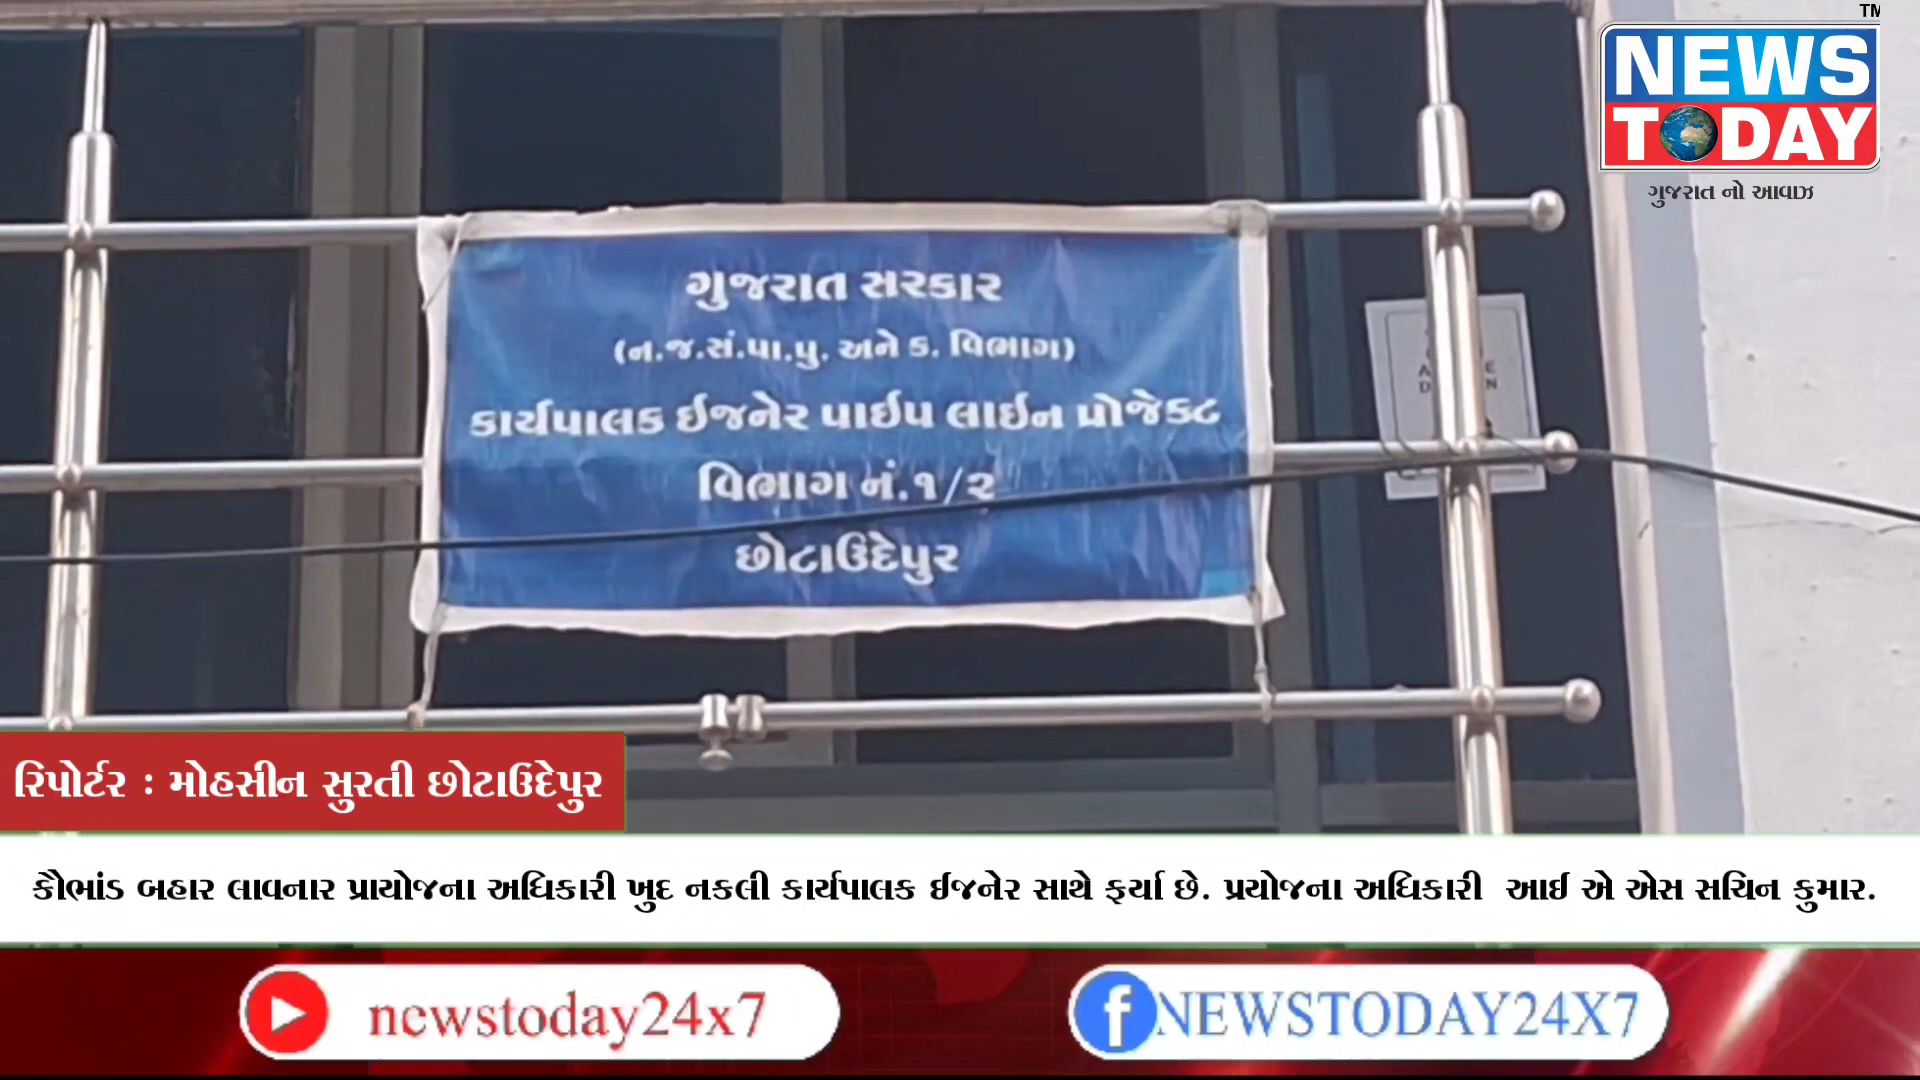 TM
NEWS
TODAY
ગુજરાત નો આવાઝ
ગુજરાત સરકાર
(ન.જ.સં.પા.પુ. અને ક. વિભાગ)
કાર્યપાલક ઈજનેર પાઈપ લાઈન પ્રોજેક્ટ
વિભાગ નં.૧/૨
છોટાઉદેપુર
રિપોર્ટર : મોહસીન સુરતી છોટાઉદેપુર
કૌભાંડ બહાર લાવનાર પ્રાયોજના અધિકારી ખુદ નકલી કાર્યપાલક ઈજનેર સાથે ફર્યા છે. પ્રયોજના અધિકારી આઈ એ એસ સચિન કુમાર.
newstoday24x7
NEWSTODAY24X7